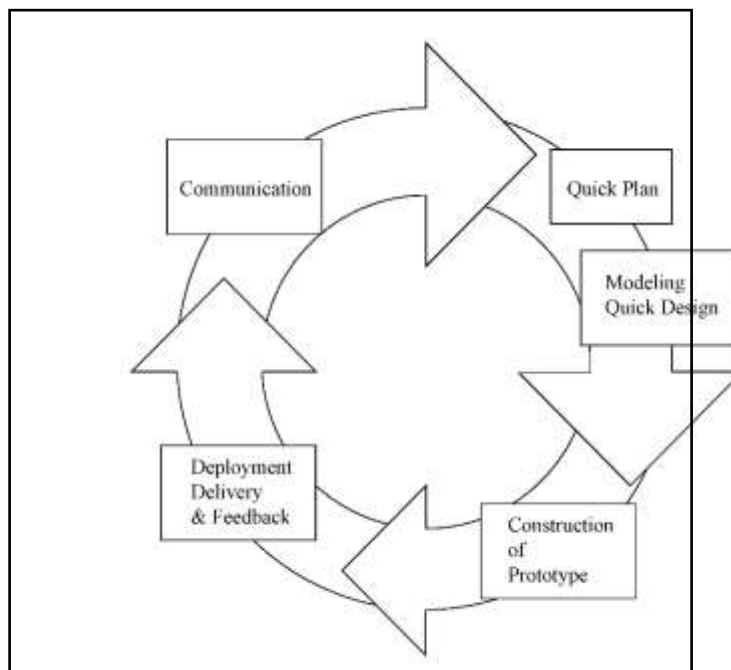 Communication
Quick Plan
Modeling
Quick Design
Construction
of
Prototype
Deployment
Delivery
& Feedback